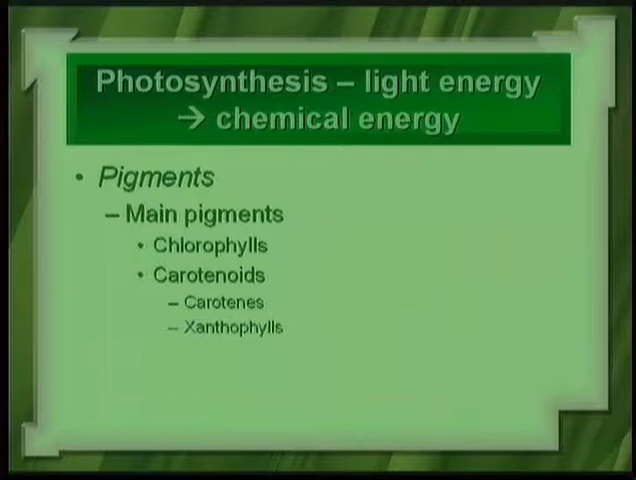 Photosynthesis – light energy
→ chemical energy
• Pigments
– Main pigments
• Chlorophylls
• Carotenoids
– Carotenes
– Xanthophylls